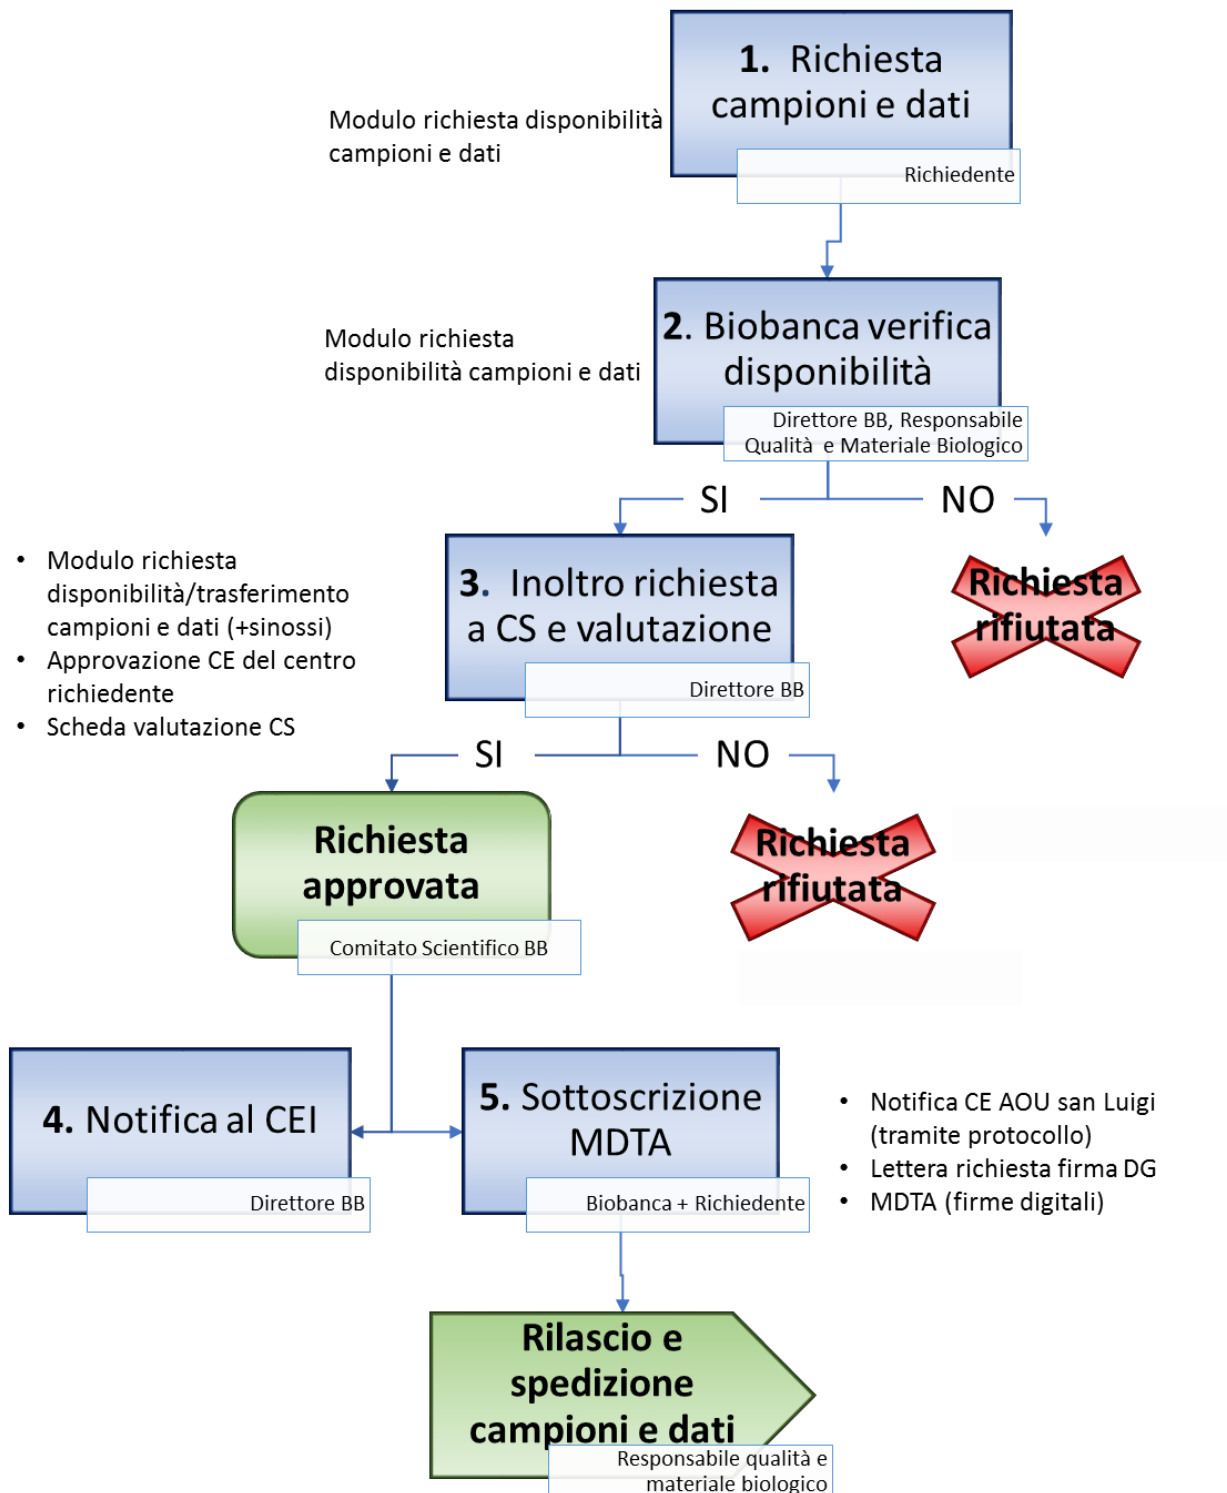 1. Richiesta
campioni e dati
Modulo richiesta disponibilità
campioni e dati
Richiedente
2. Biobanca verifica
disponibilità
Modulo richiesta
disponibilità campioni e dati
Direttore BB, Responsabile
Qualità e Materiale Biologico
SI
NO
• Modulo richiesta
disponibilità/trasferimento
campioni e dati (+sinossi)
• Approvazione CE del centro
richiedente
• Scheda valutazione CS
3. Inoltro richiesta
a CS e valutazione
Direttore BB
Richiesta
rifiutata
SI
NO
Richiesta
approvata
Comitato Scientifico BB
Richiesta
rifiutata
4. Notifica al CEI
Direttore BB
5. Sottoscrizione
MDTA
Biobanca + Richiedente
• Notifica CE AOU san Luigi
(tramite protocollo)
• Lettera richiesta firma DG
• MDTA (firme digitali)
Rilascio e
spedizione
campioni e dati
Responsabile qualità e
materiale biologico